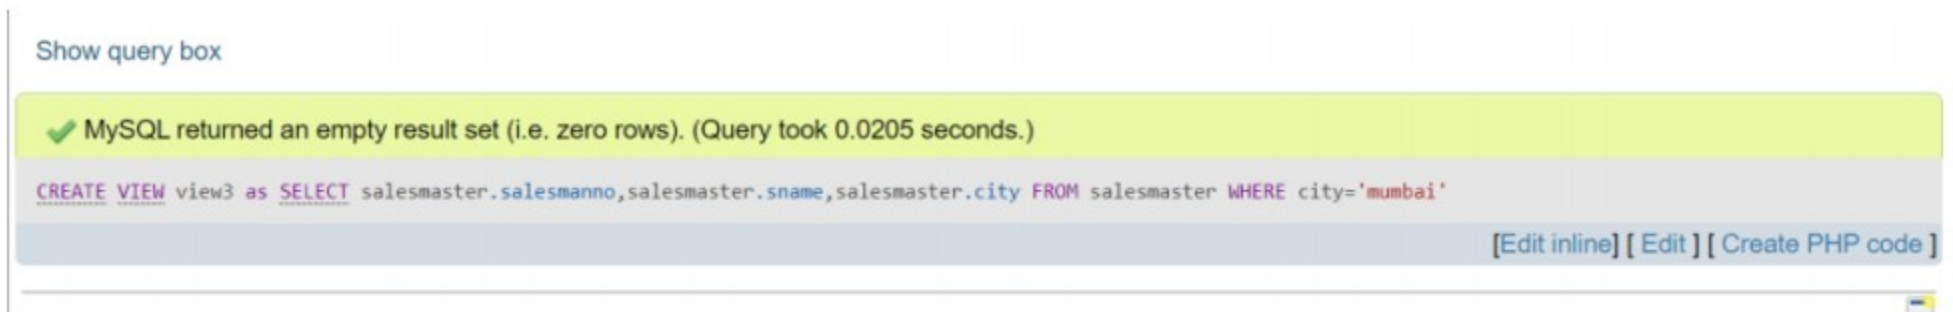 Show query box
MySQL returned an empty result set (i.e. zero rows). (Query took 0.0205 seconds.)
CREATE VIEW view3 as SELECT salesmaster.salesmanno,salesmaster.sname,salesmaster.city FROM salesmaster WHERE city='mumbai'
[Edit inline] [ Edit ] [ Create PHP code ]